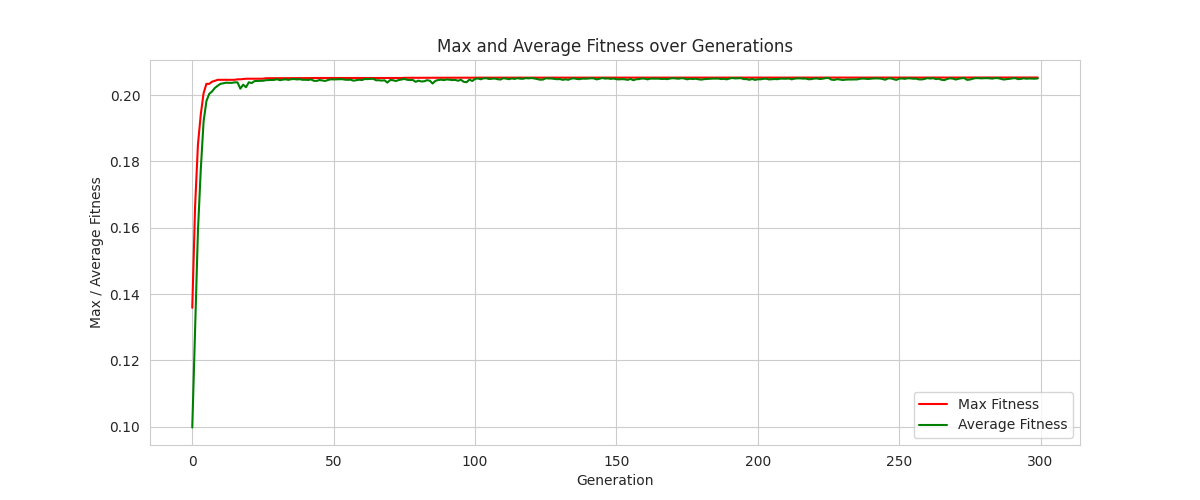 Max and Average Fitness over Generations
Max / Average Fitness
0.20
0.18
0.16
0.14
0.12
0.10
0
50
100
150
200
250
300
Generation
Max Fitness
Average Fitness